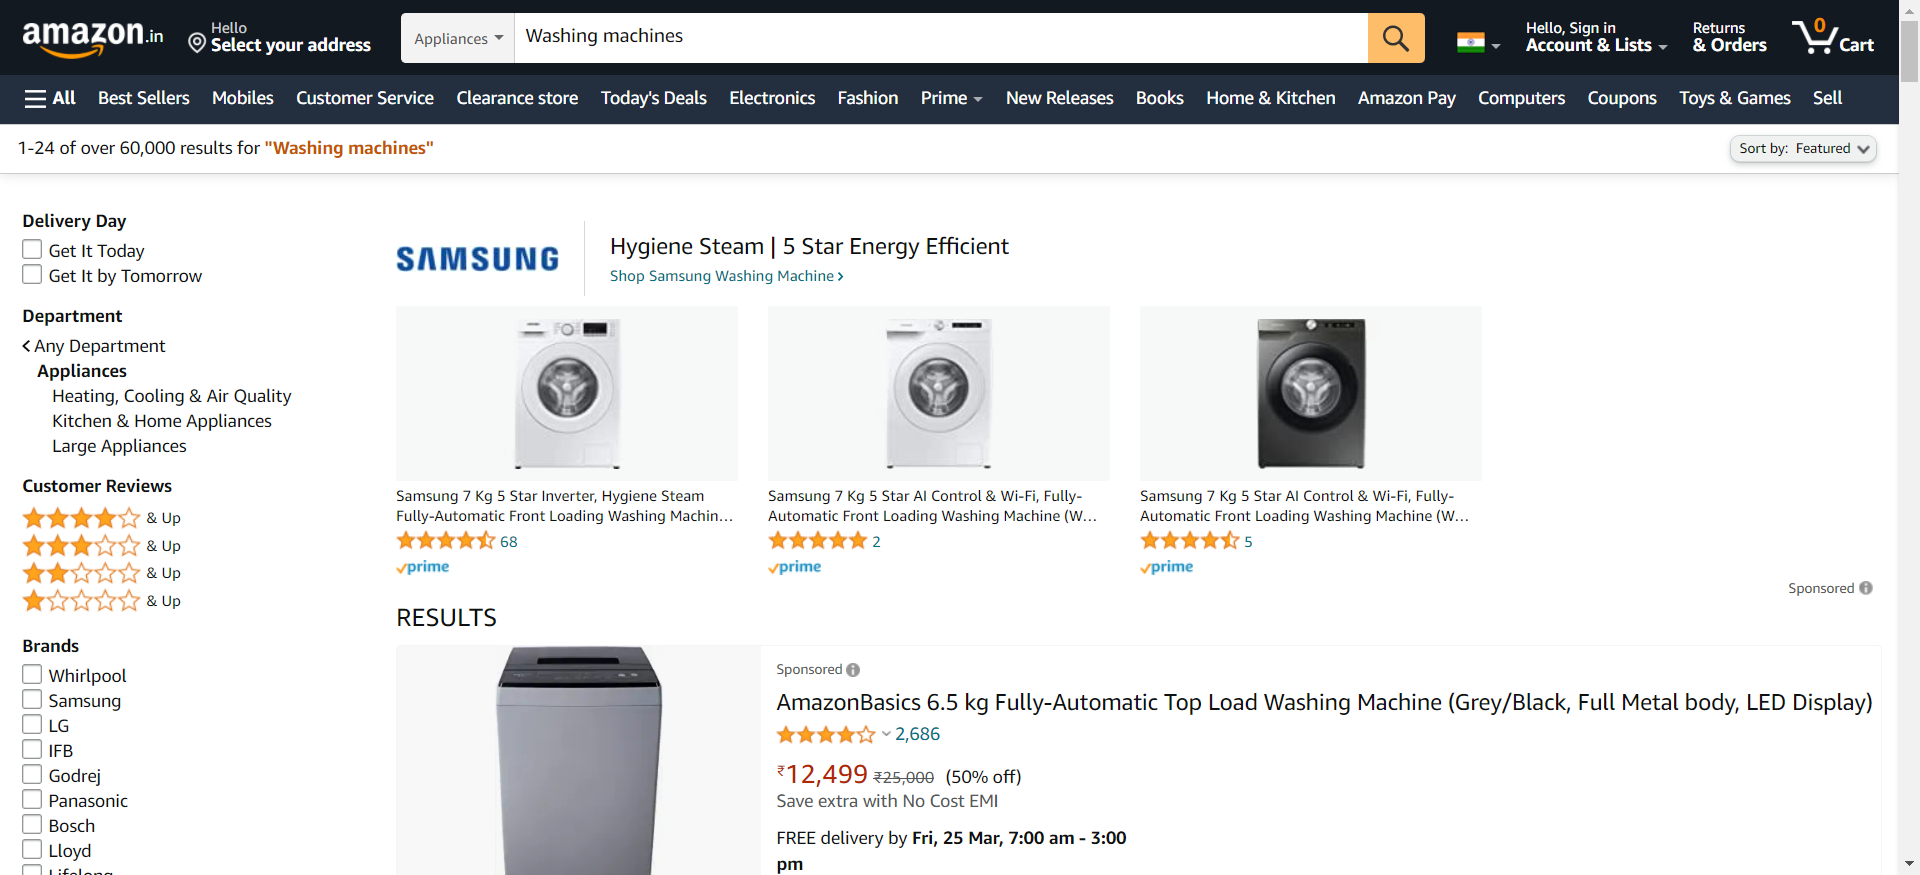 amazon.in
Hello
Select your address
Appliances
Washing machines
Hello, Sign in
Account & Lists
Returns
& Orders
0
Cart
All Best Sellers Mobiles Customer Service Clearance store Today's Deals Electronics Fashion Prime New Releases Books Home & Kitchen Amazon Pay Computers Coupons Toys & Games Sell
1-24 of over 60,000 results for "Washing machines"
Sort by: Featured
Delivery Day
Get It Today
Get It by Tomorrow
Department
Any Department
Appliances
Heating, Cooling & Air Quality
Kitchen & Home Appliances
Large Appliances
Customer Reviews
& Up
& Up
& Up
& Up
Brands
Whirlpool
Samsung
LG
IFB
Godrej
Panasonic
Bosch
Lloyd
Lifelong
SAMSUNG
Hygiene Steam | 5 Star Energy Efficient
Shop Samsung Washing Machine ›
Samsung 7 Kg 5 Star Inverter, Hygiene Steam
Fully-Automatic Front Loading Washing Machin…
68
prime
Samsung 7 Kg 5 Star AI Control & Wi-Fi, Fully-
Automatic Front Loading Washing Machine (W…
2
prime
Samsung 7 Kg 5 Star AI Control & Wi-Fi, Fully-
Automatic Front Loading Washing Machine (W…
5
prime
Sponsored
RESULTS
Sponsored
AmazonBasics 6.5 kg Fully-Automatic Top Load Washing Machine (Grey/Black, Full Metal body, LED Display)
2,686
₹12,499 ₹25,000 (50% off)
Save extra with No Cost EMI
FREE delivery by Fri, 25 Mar, 7:00 am - 3:00
pm